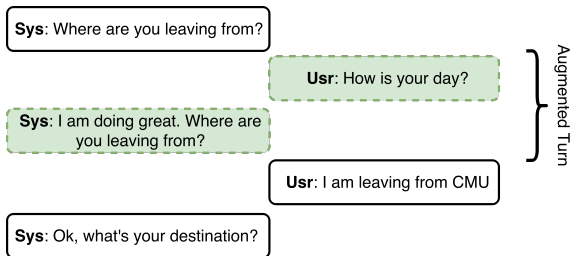 Sys: Where are you leaving from?
Usr: How is your day?
Sys: I am doing great. Where are
you leaving from?
Usr: I am leaving from CMU
Sys: Ok, what's your destination?
Augmented Turn